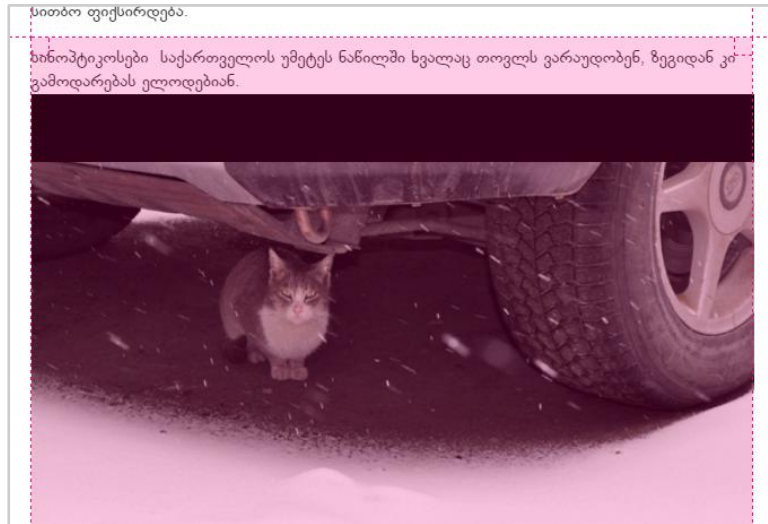 სითბო ფიქსირდება.
სინოპტიკოსები საქართველოს უმეტეს ნაწილში ხვალაც თოვლს ვარაუდობენ, ზეგიდან კი
გამოდარებას ელოდებიან.